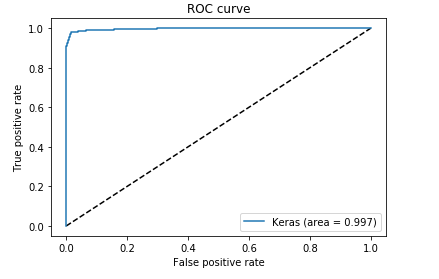 ROC curve
1.0
0.8
0.6
0.4
0.2
0.0
True positive rate
Keras (area = 0.997)
0.0 0.2 0.4 0.6 0.8 1.0
False positive rate